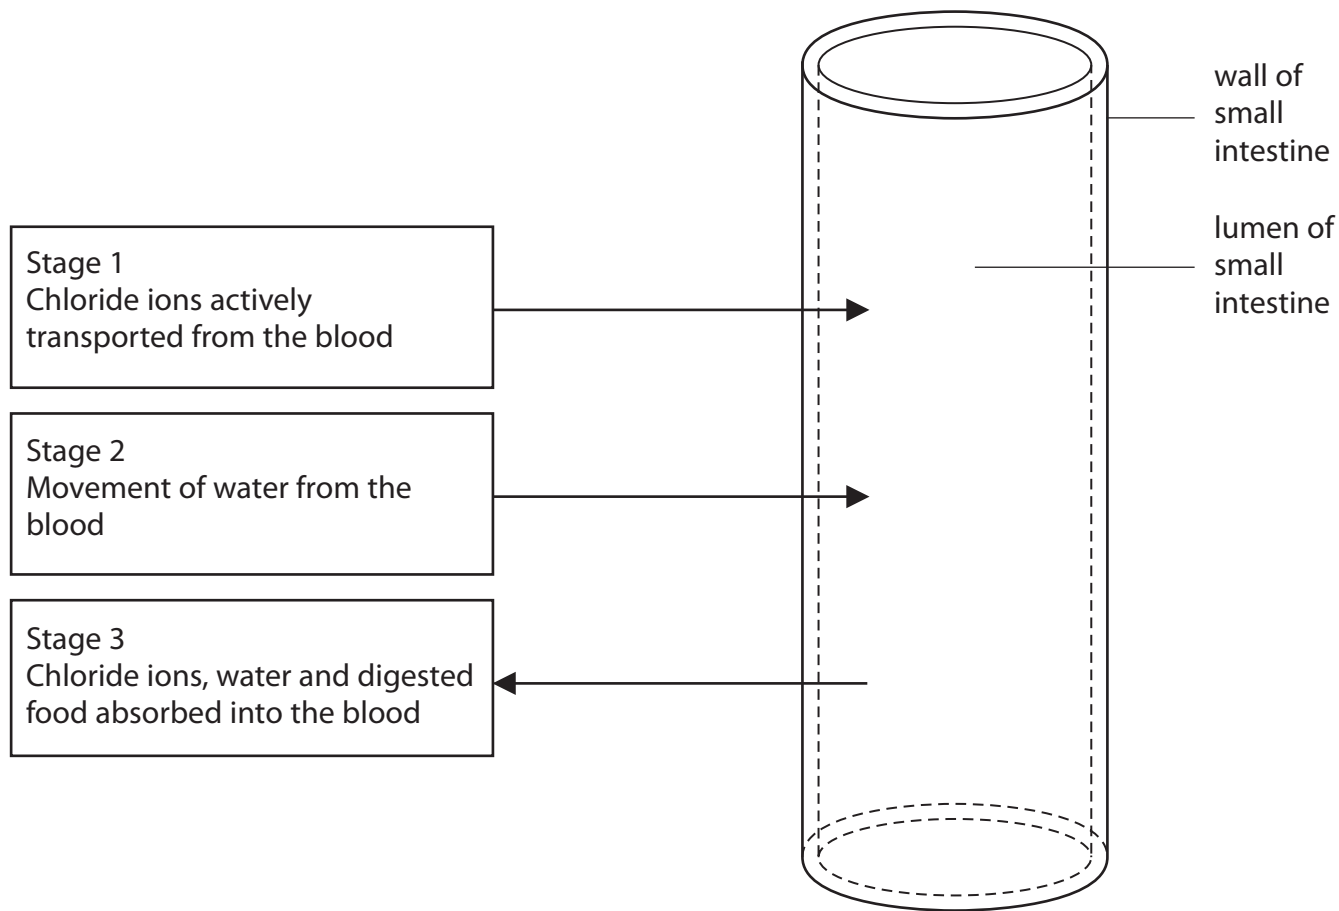 wall of
small
intestine
lumen of
small
intestine
Stage 1
Chloride ions actively
transported from the blood
Stage 2
Movement of water from the
blood
Stage 3
Chloride ions, water and digested
food absorbed into the blood